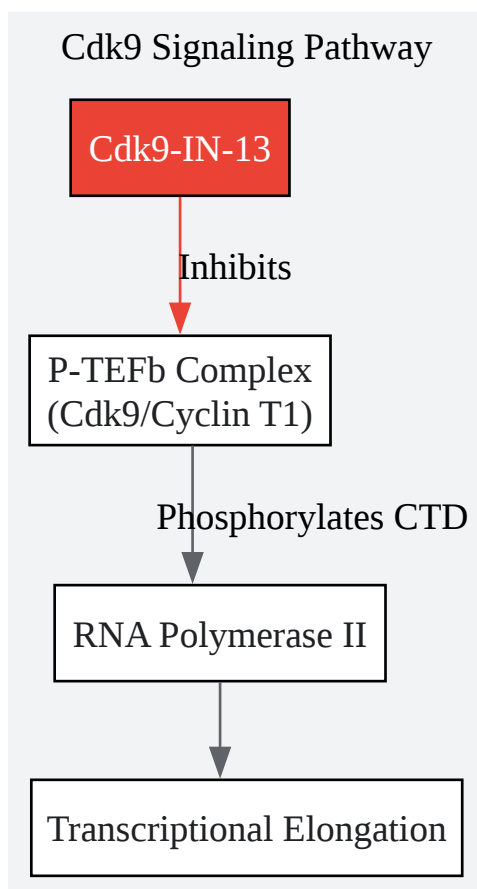 Cdk9 Signaling Pathway
Cdk9-IN-13
Inhibits
P-TEFb Complex
(Cdk9/Cyclin T1)
Phosphorylates CTD
RNA Polymerase II
Transcriptional Elongation